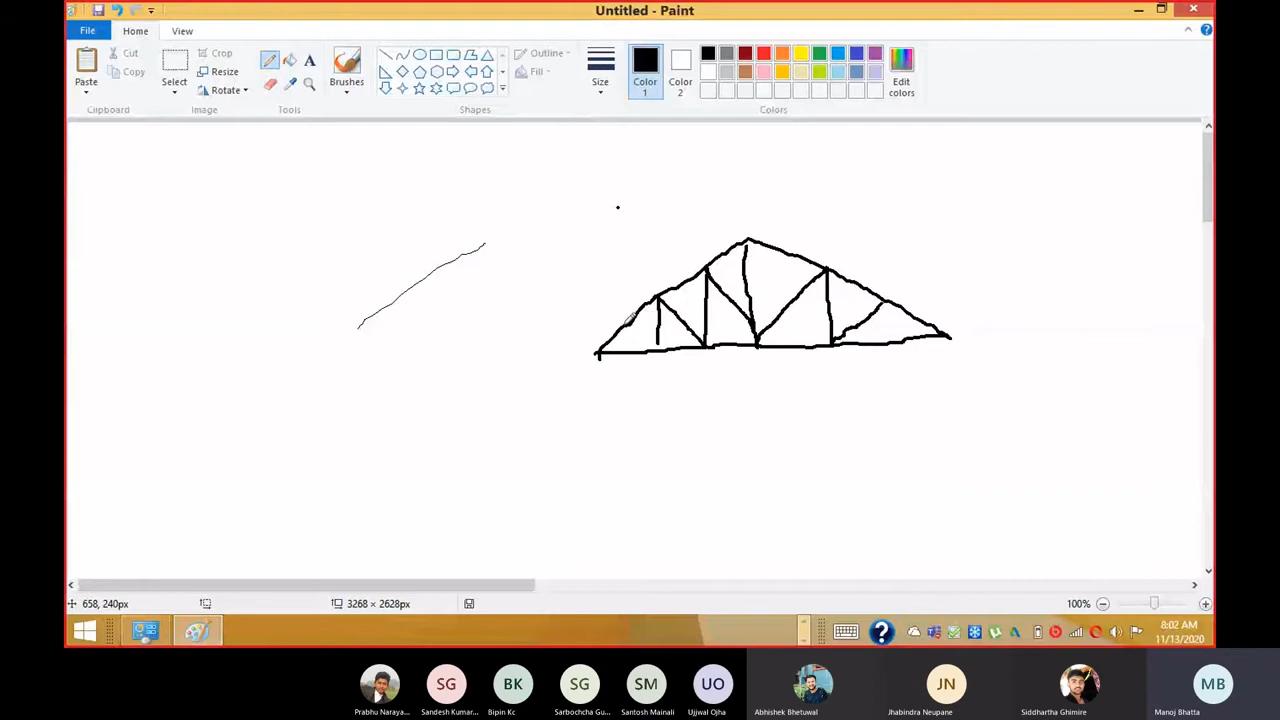 Untitled - Paint
File Home View
Paste
Cut
Copy
Clipboard
Select
Crop
Resize
Rotate
Image
Tools
Brushes
Shapes
Outline
Fill
Size
Color 1
Color 2
Edit colors
Colors
658, 240px
3268 × 2628px
100%
8:02 AM
11/13/2020
SG BK SG SM UO JN MB
Prabhu Naraya... Sandesh Kumar... Bipin Kc Sarbochcha Gu... Santosh Mainali Ujjwal Ojha Abhishek Bhetuwal Jhabindra Neupane Siddhartha Ghimire Manoj Bhatta